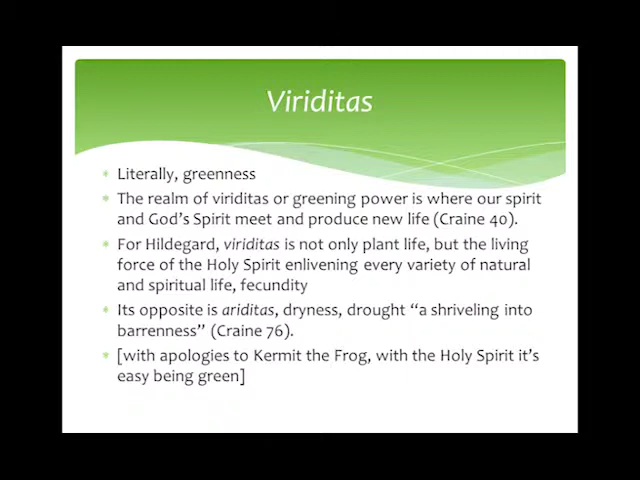 Viriditas
Literally, greenness
The realm of viriditas or greening power is where our spirit
and God's Spirit meet and produce new life (Craine 40).
For Hildegard, viriditas is not only plant life, but the living
force of the Holy Spirit enlivening every variety of natural
and spiritual life, fecundity
Its opposite is ariditas, dryness, drought “a shriveling into
barrenness” (Craine 76).
[with apologies to Kermit the Frog, with the Holy Spirit it's
easy being green]